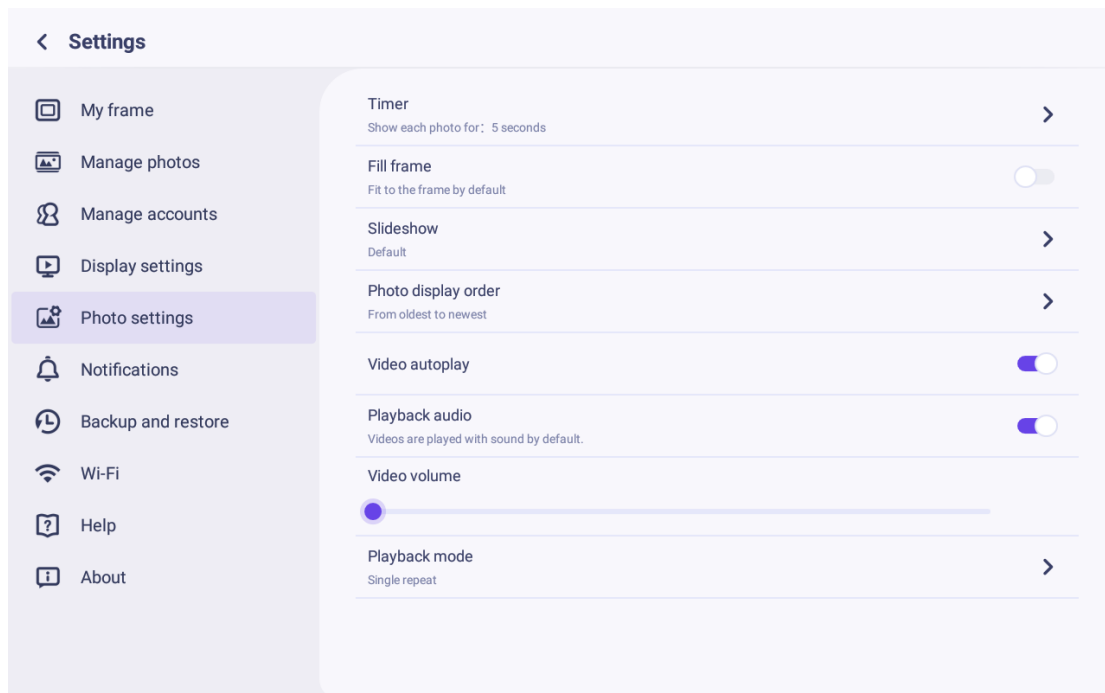 Settings
My frame
Manage photos
Manage accounts
Display settings
Photo settings
Notifications
Backup and restore
Wi-Fi
Help
About
Timer
Show each photo for: 5 seconds
Fill frame
Fit to the frame by default
Slideshow
Default
Photo display order
From oldest to newest
Video autoplay
Playback audio
Videos are played with sound by default.
Video volume
Playback mode
Single repeat